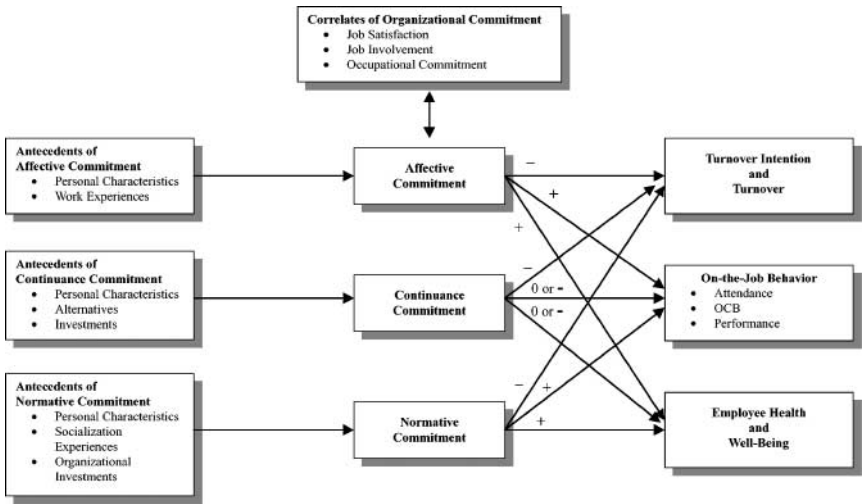 Correlates of Organizational Commitment
• Job Satisfaction
• Job Involvement
• Occupational Commitment
Antecedents of
Affective Commitment
• Personal Characteristics
• Work Experiences
Affective
Commitment
−
+
+
Turnover Intention
and
Turnover
Antecedents of
Continuance Commitment
• Personal Characteristics
• Alternatives
• Investments
Continuance
Commitment
−
0 or -
0 or -
On-the-Job Behavior
• Attendance
• OCB
• Performance
Antecedents of
Normative Commitment
• Personal Characteristics
• Socialization
Experiences
• Organizational
Investments
Normative
Commitment
−
+
+
Employee Health
and
Well-Being